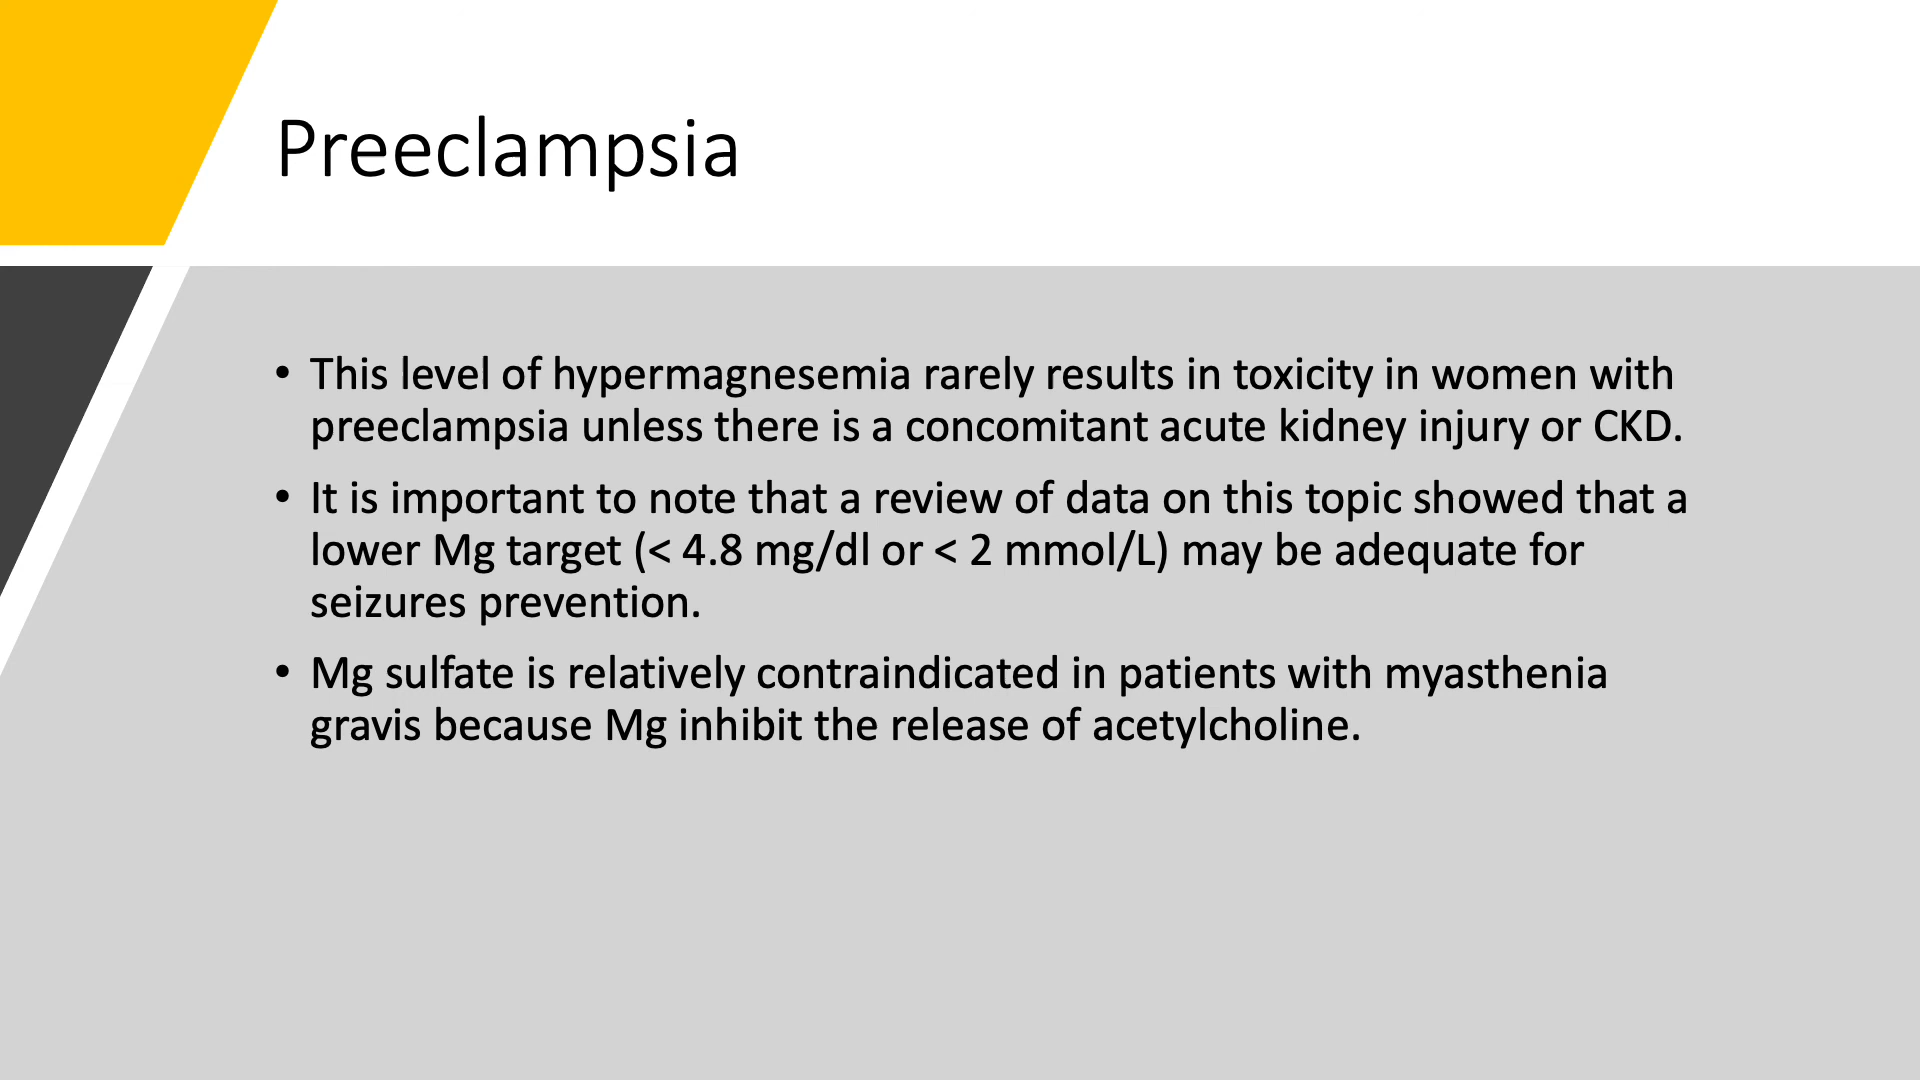 Preeclampsia
• This level of hypermagnesemia rarely results in toxicity in women with
preeclampsia unless there is a concomitant acute kidney injury or CKD.
• It is important to note that a review of data on this topic showed that a
lower Mg target (< 4.8 mg/dl or < 2 mmol/L) may be adequate for
seizures prevention.
• Mg sulfate is relatively contraindicated in patients with myasthenia
gravis because Mg inhibit the release of acetylcholine.